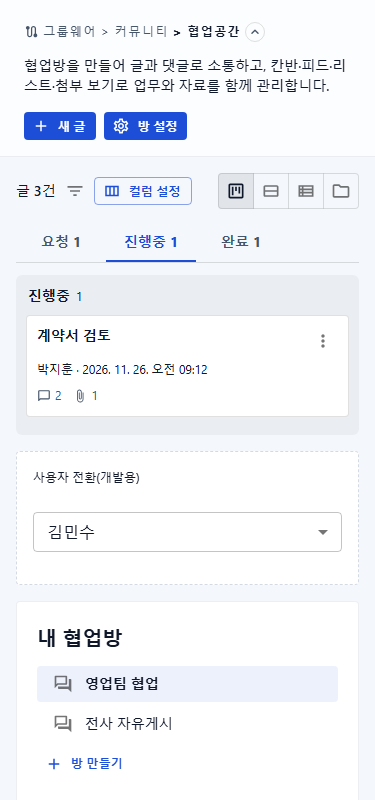 그룹웨어 > 커뮤니티 > 협업공간
협업방을 만들어 글과 댓글로 소통하고, 칸반·피드·리
스트·첨부 보기로 업무와 자료를 함께 관리합니다.
새 글 방 설정
글 3건 컬럼 설정
요청 1 진행중 1 완료 1
진행중 1
계약서 검토
박지훈 · 2026. 11. 26. 오전 09:12
2 1
사용자 전환(개발용)
김민수
내 협업방
영업팀 협업
전사 자유게시
방 만들기